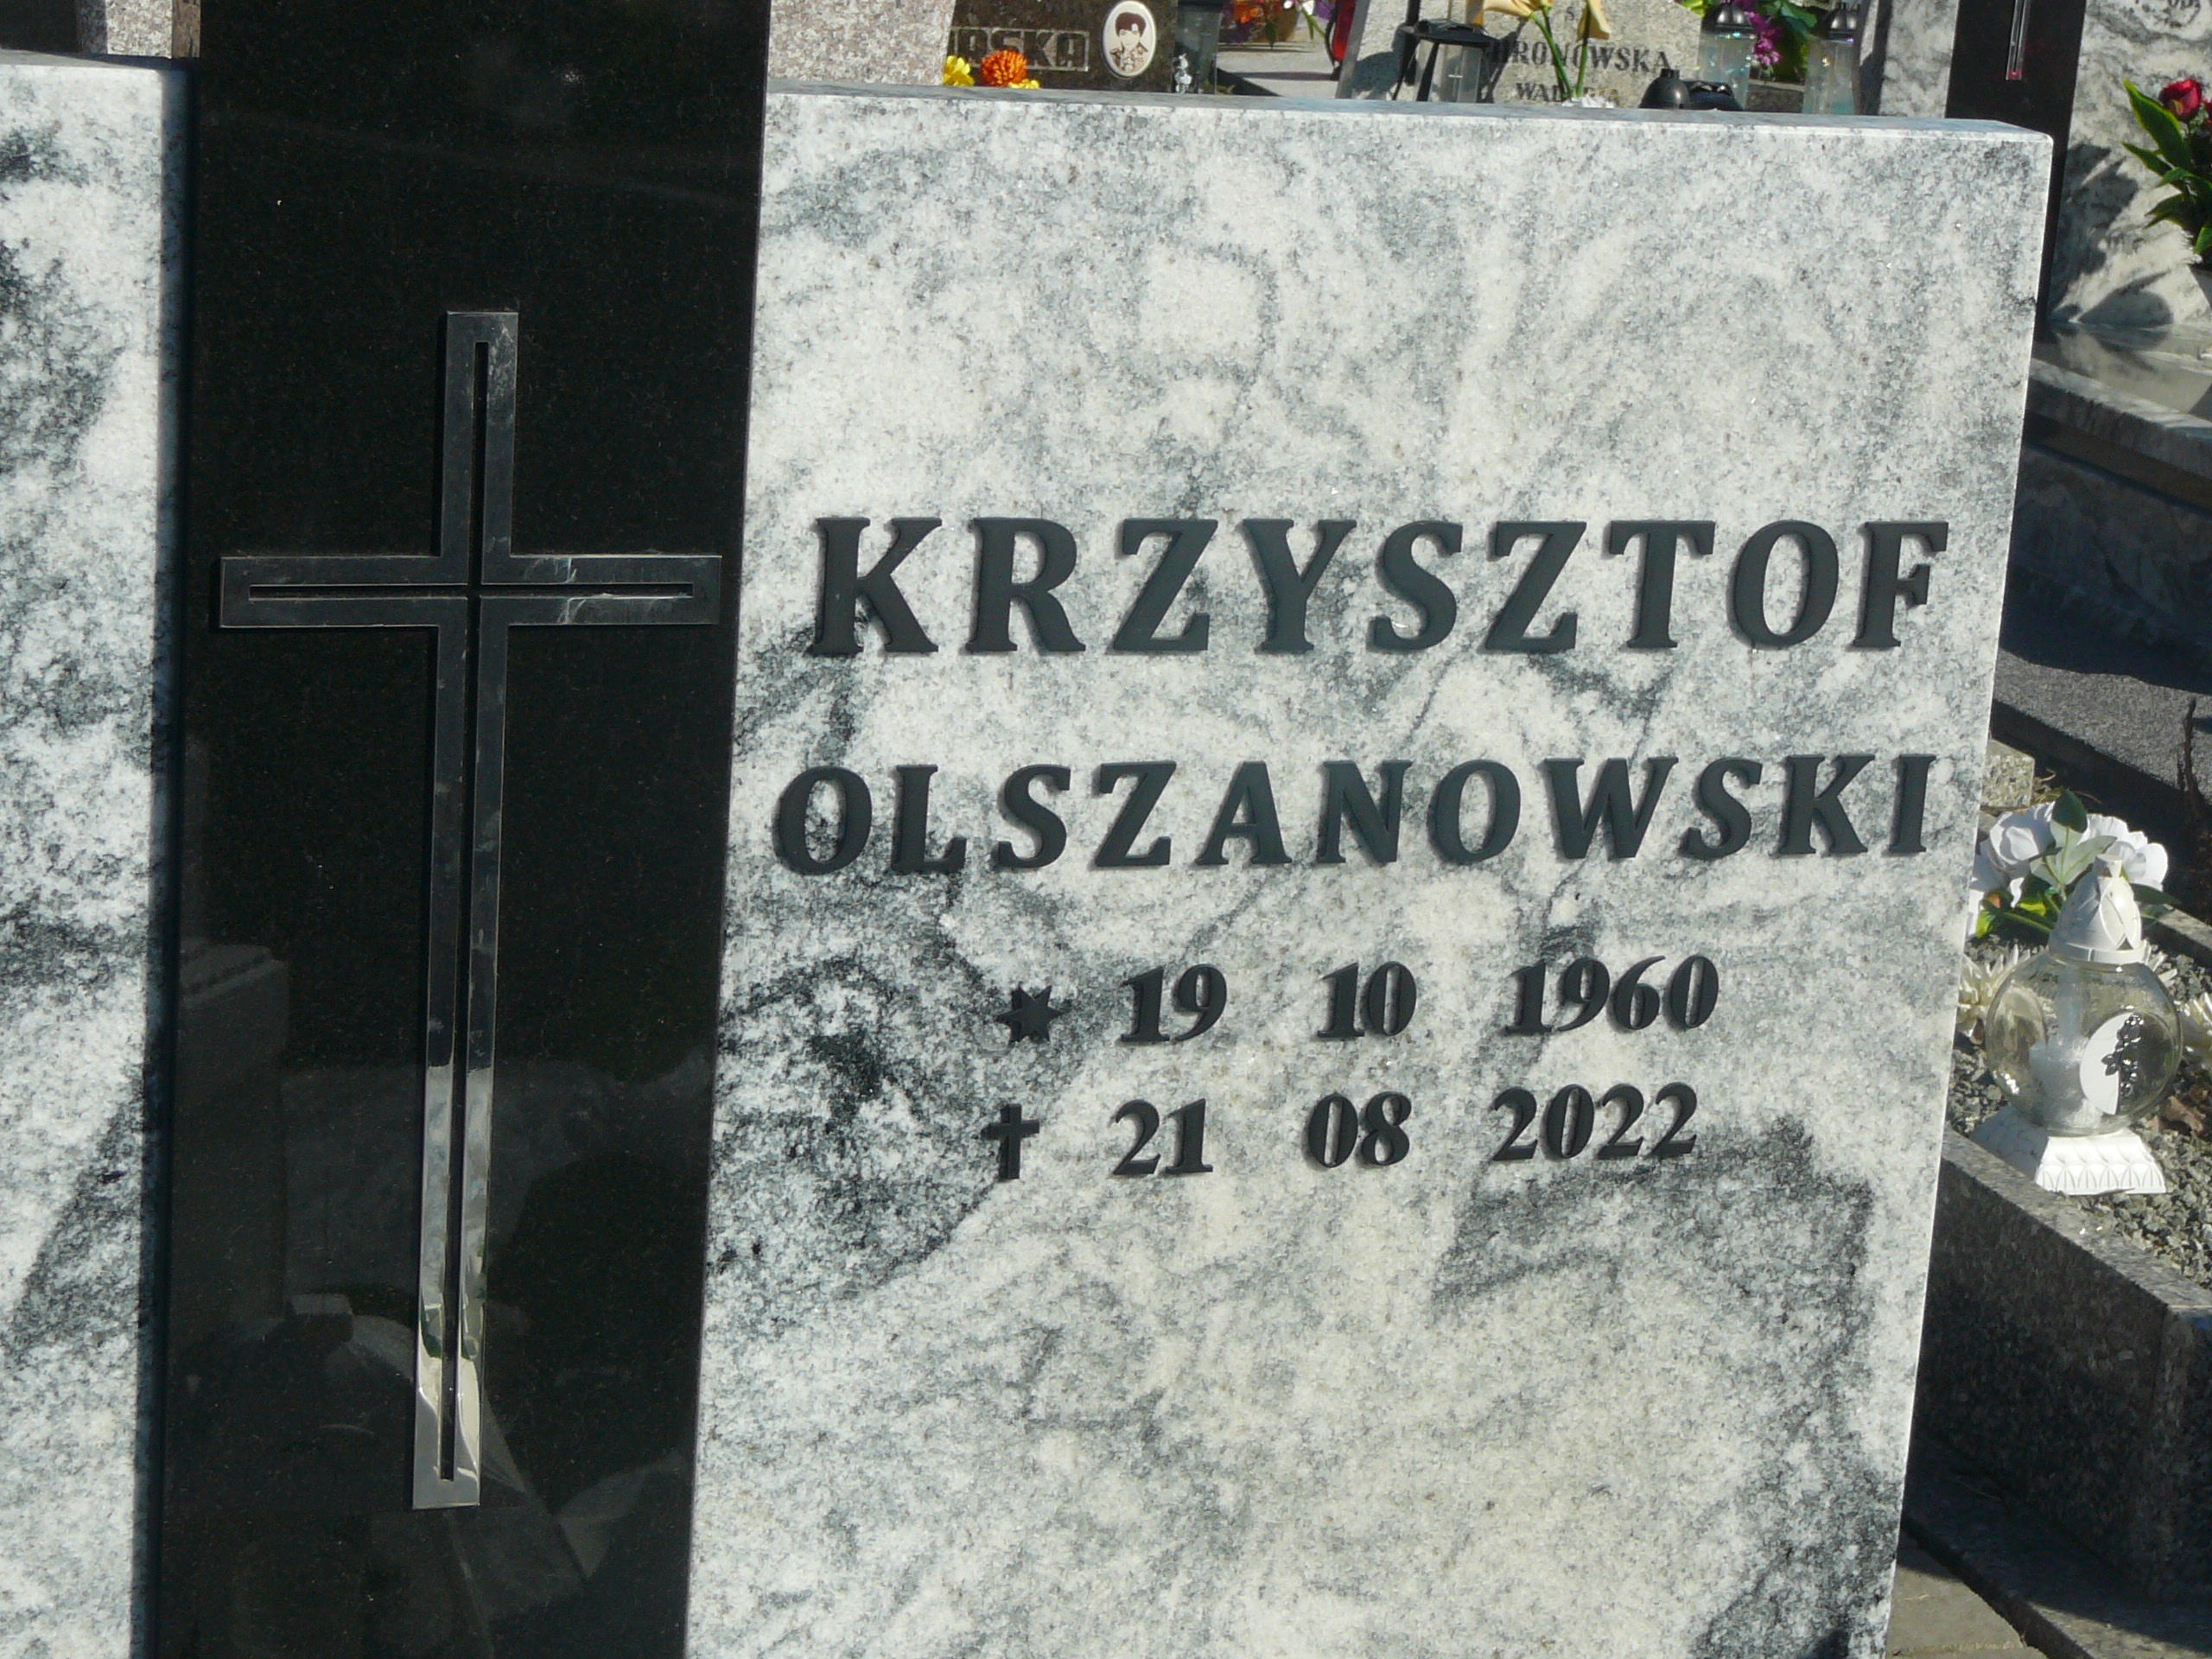 KRZYSZTOF
OLSZANOWSKI
* 19 10 1960
† 21 08 2022